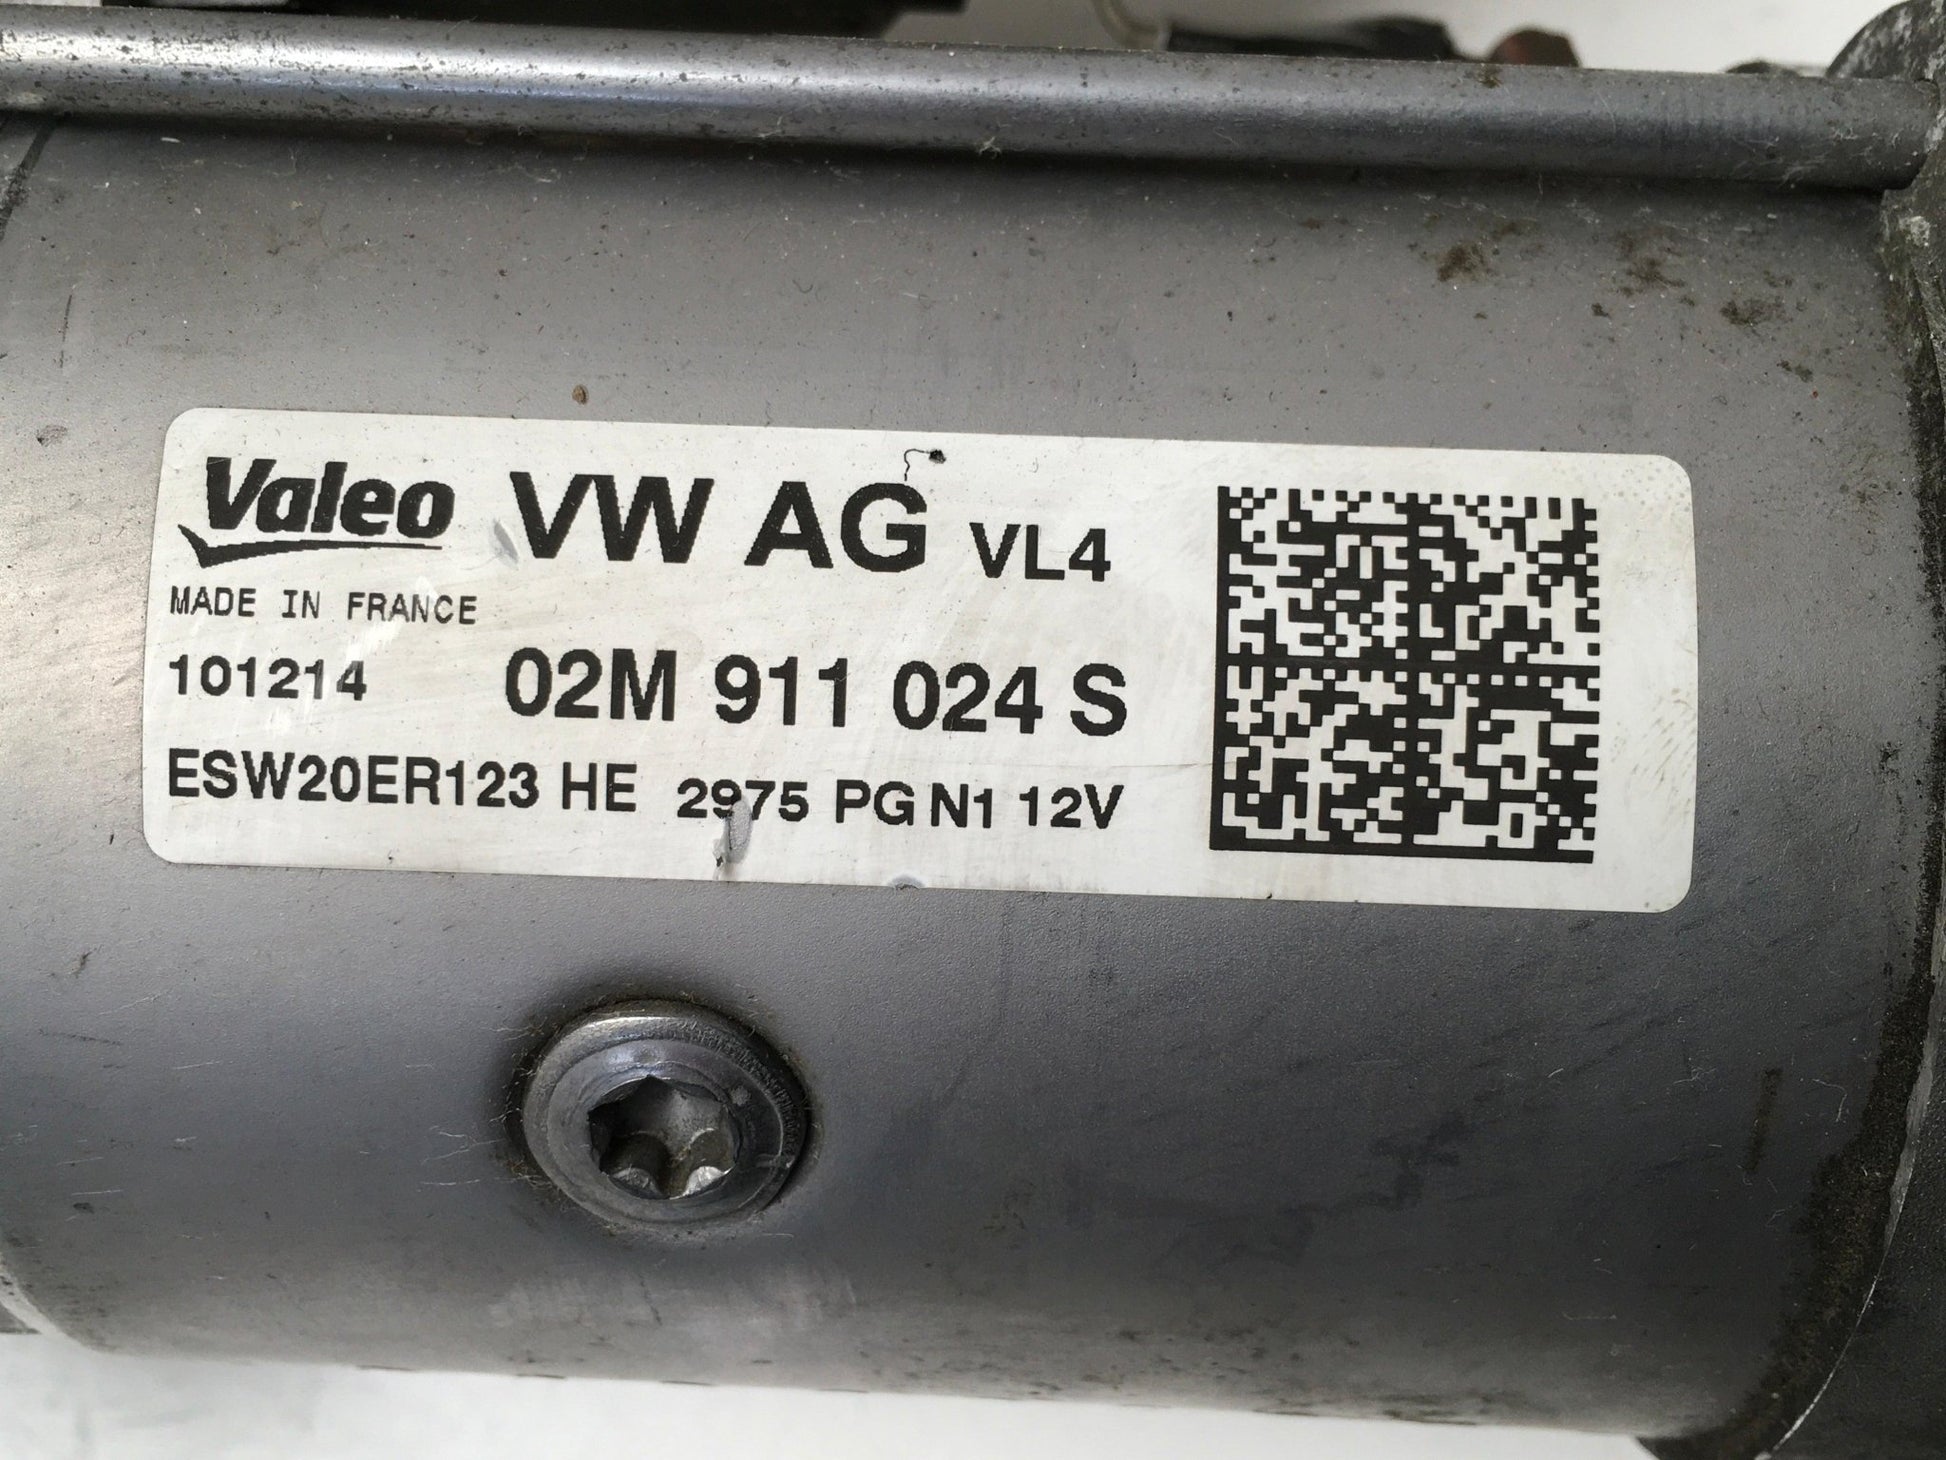 Valeo VW AG VL4
MADE IN FRANCE
101214 02M 911 024 S
ESW20ER123 HE 2975 PG N1 12V